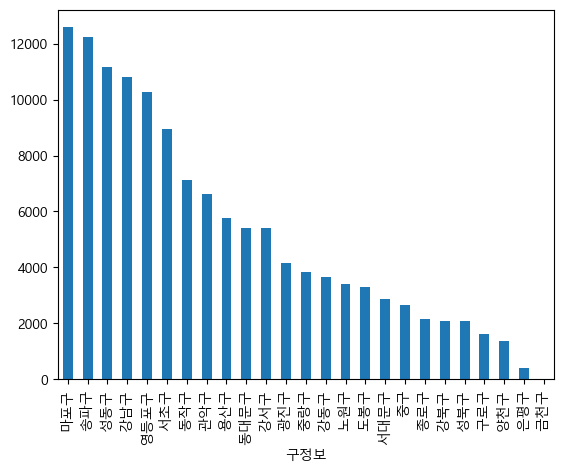 12000
10000
8000
6000
4000
2000
0
마포구
송파구
성동구
강남구
영등포구
서초구
동작구
관악구
용산구
동대문구
강서구
광진구
중랑구
강동구
노원구
도봉구
서대문구
중구
종로구
강북구
성북구
구로구
양천구
은평구
금천구
구정보